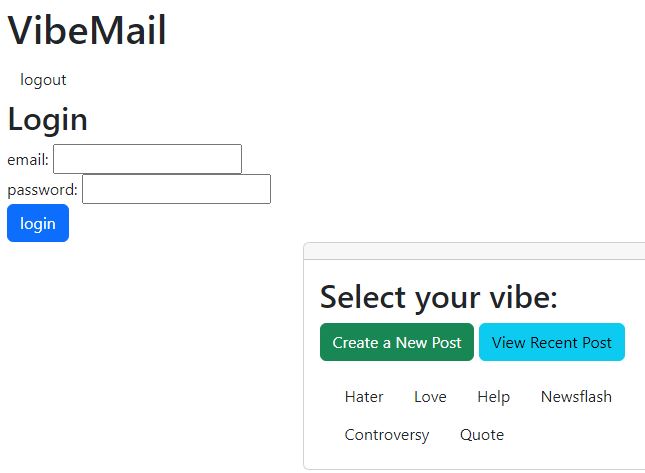 VibeMail
logout
Login
email:
password:
login
Select your vibe:
Create a New Post View Recent Post
Hater Love Help Newsflash
Controversy Quote